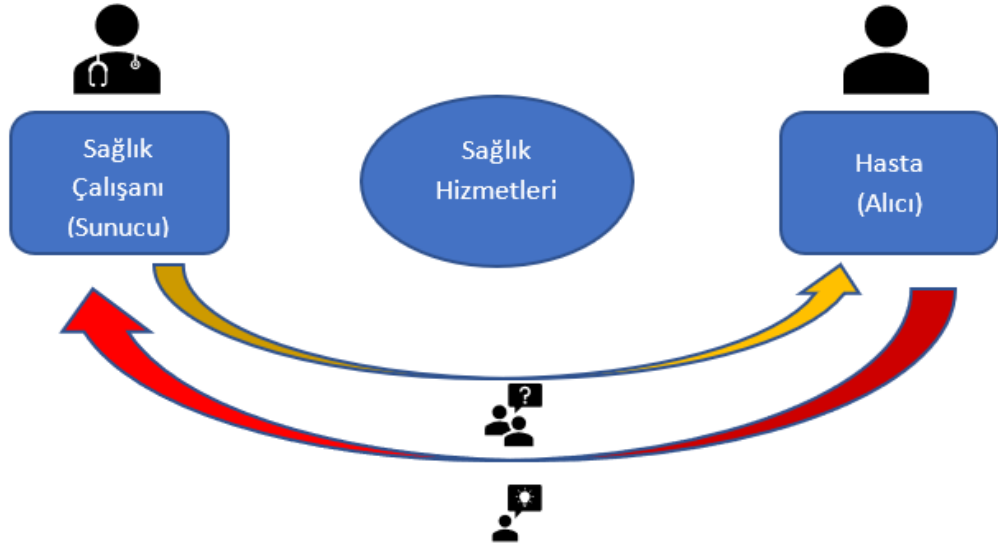 Sağlık
Çalışanı
(Sunucu)
Sağlık
Hizmetleri
Hasta
(Alıcı)
?